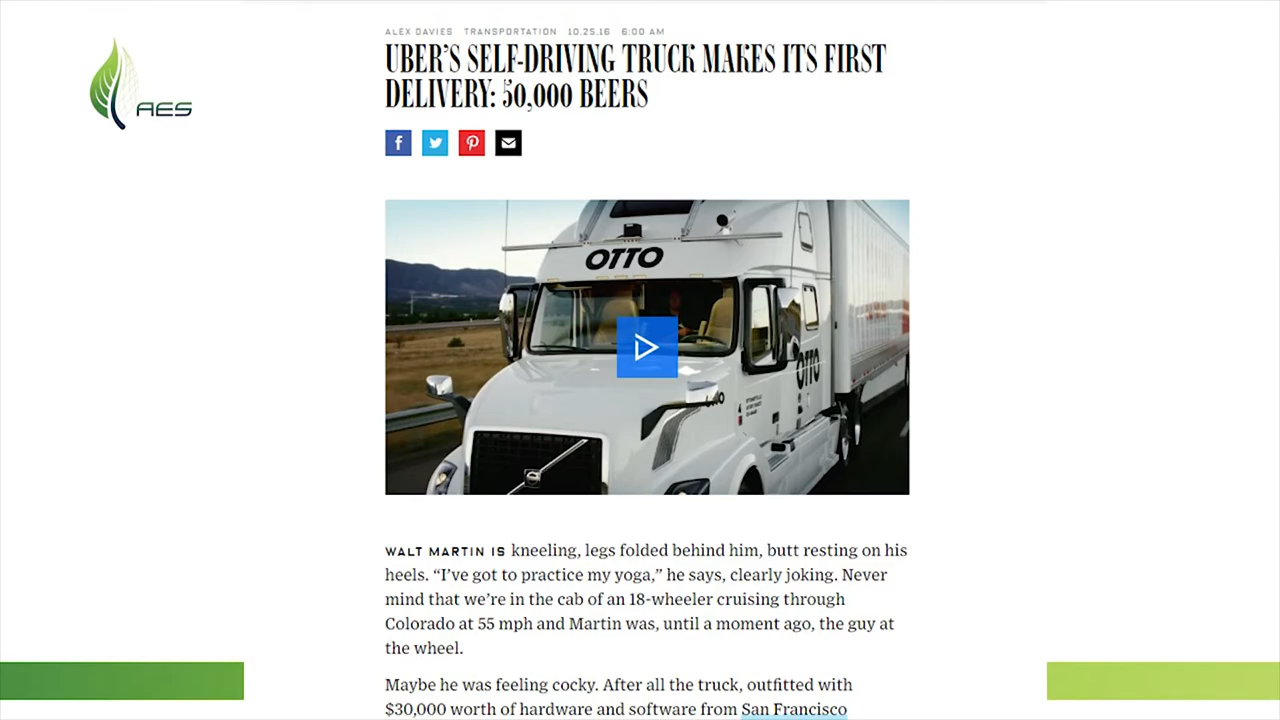 AES
ALEX DAVIES TRANSPORTATION 10.25.16 6:00 AM
UBER'S SELF-DRIVING TRUCK MAKES ITS FIRST
DELIVERY: 50,000 BEERS
OTTO
OTTO
WALT MARTIN IS kneeling, legs folded behind him, butt resting on his
heels. “I’ve got to practice my yoga,” he says, clearly joking. Never
mind that we’re in the cab of an 18-wheeler cruising through
Colorado at 55 mph and Martin was, until a moment ago, the guy at
the wheel.
Maybe he was feeling cocky. After all the truck, outfitted with
$30,000 worth of hardware and software from San Francisco